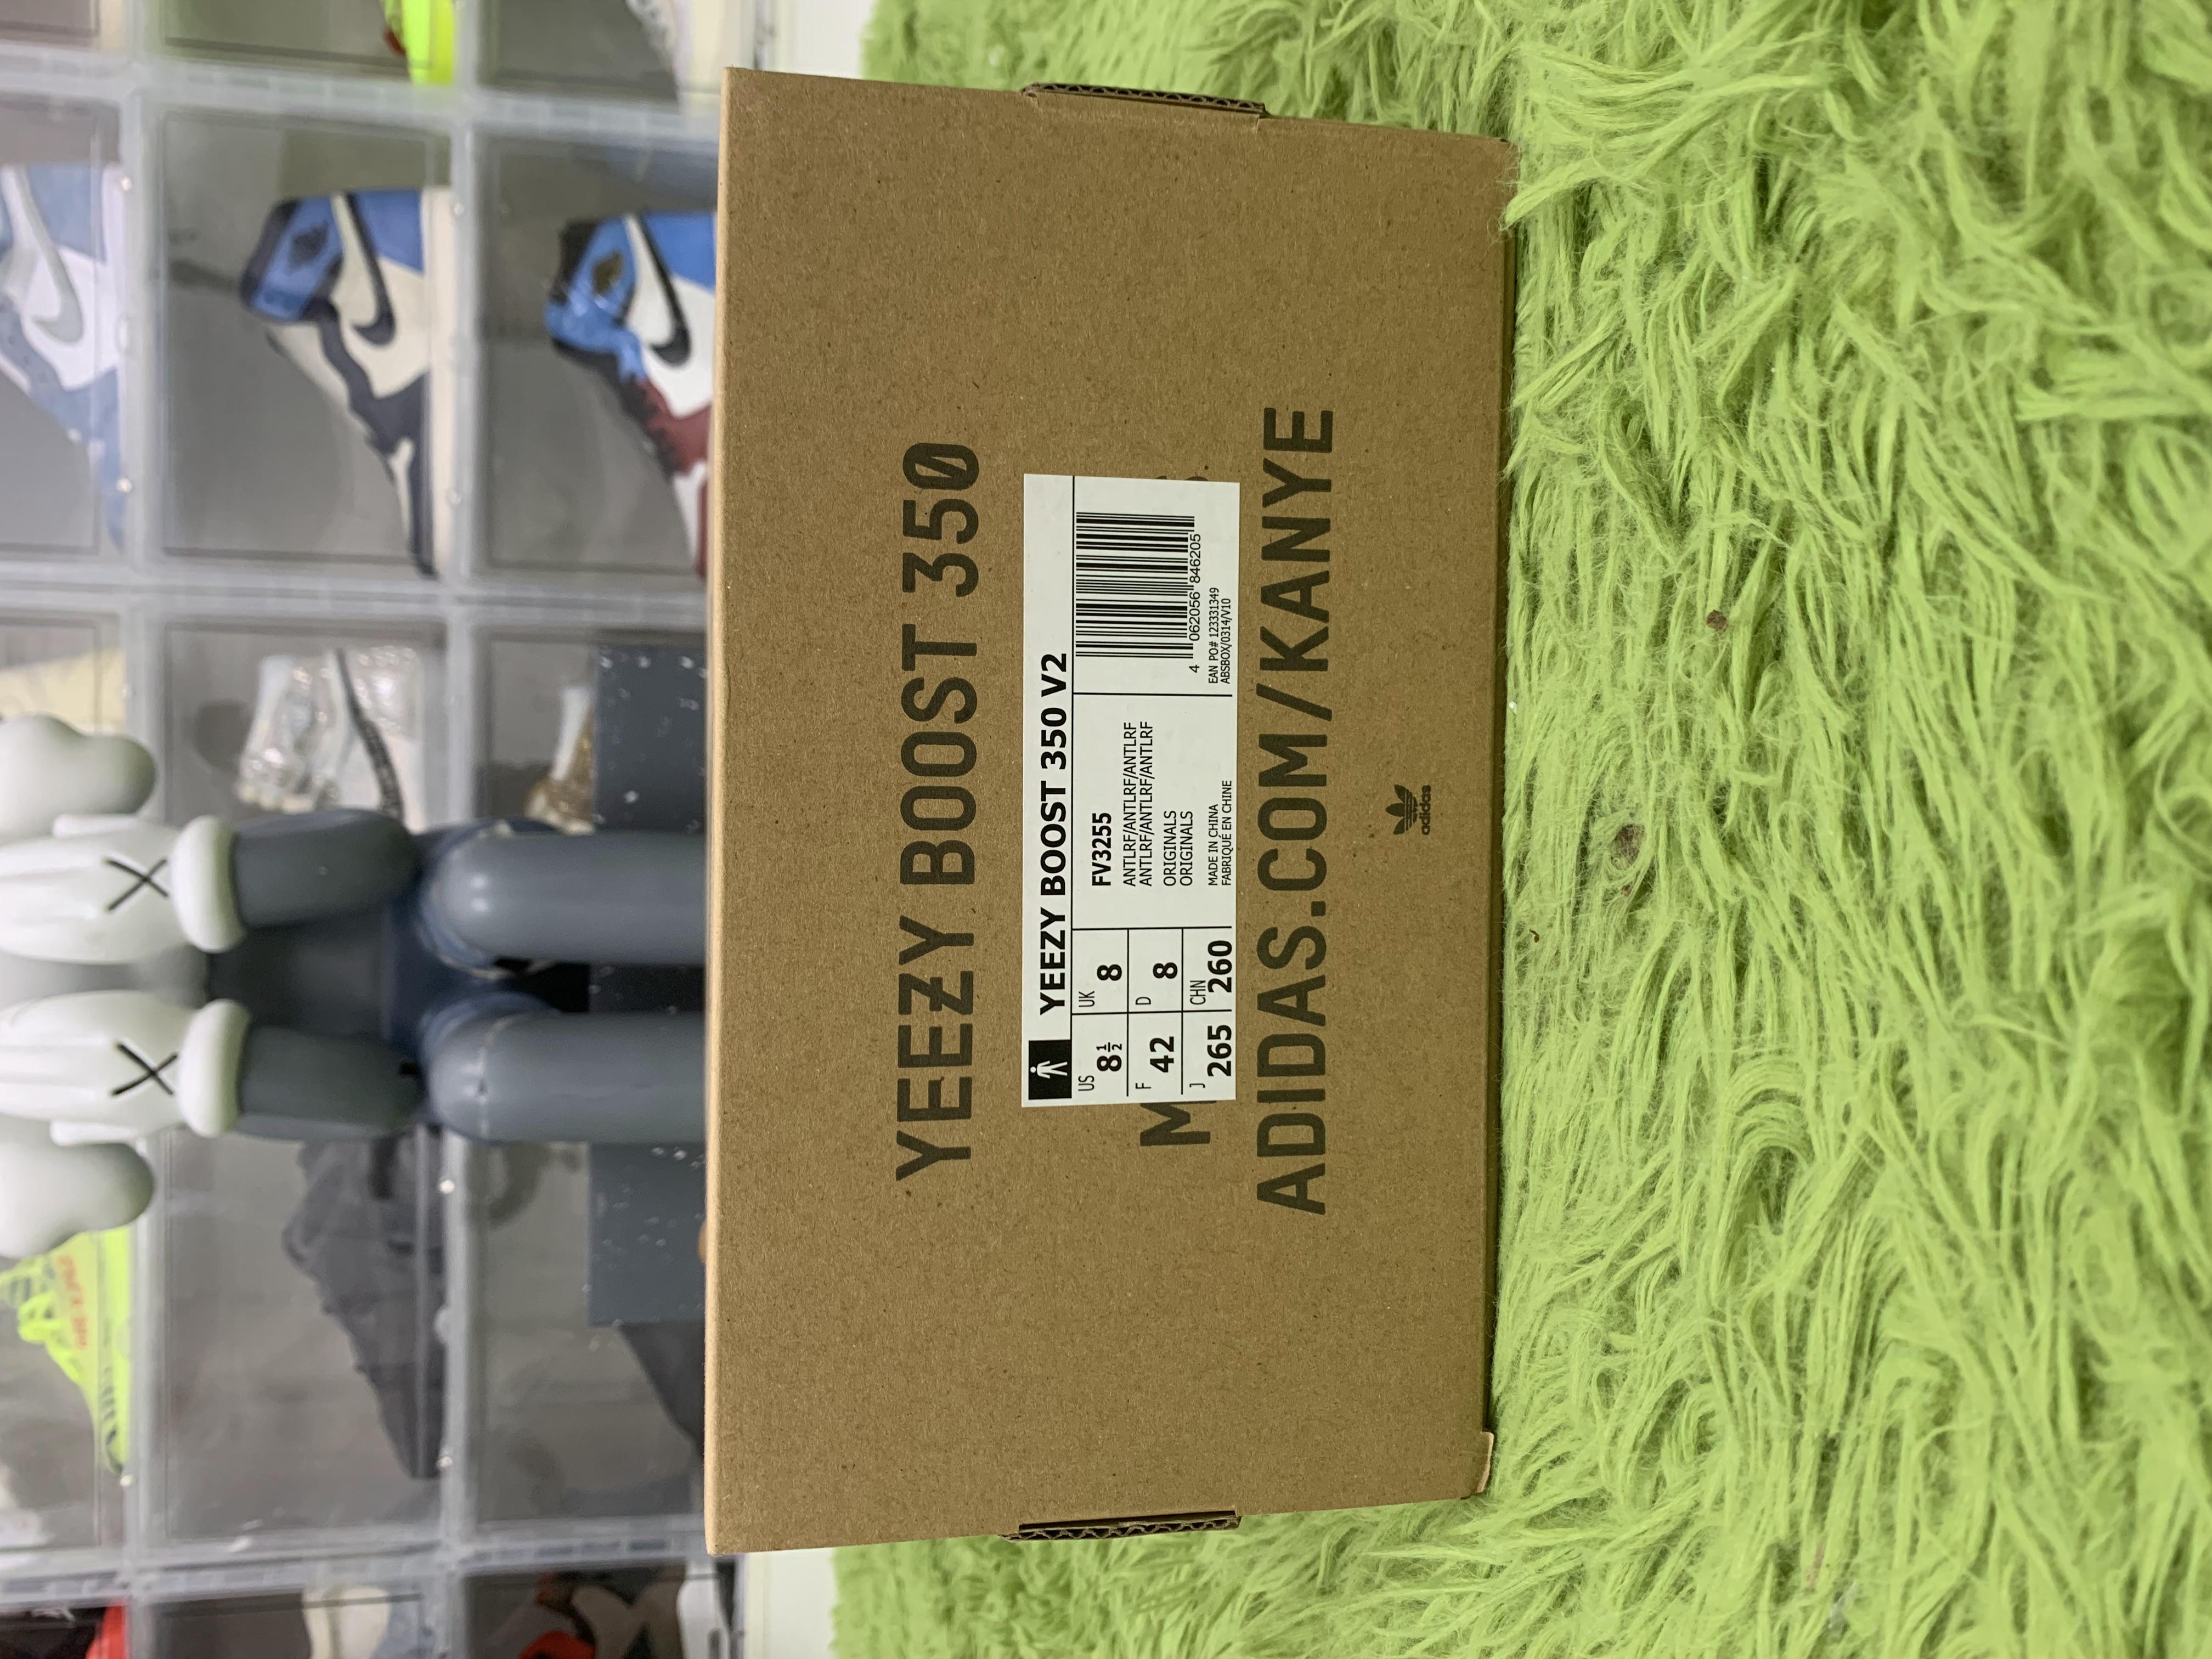 YEEZY BOOST 350
YEEZY BOOST 350 V2
US 8½ UK 8
F 42 D 8
J 265 CHN 260
FV3255
ANTLRF/ANTLRF/ANTLRF
ANTLRF/ANTLRF/ANTLRF
ORIGINALS
ORIGINALS
MADE IN CHINA
FABRIQUÉ EN CHINE
4 062056 846205
EAN PO# 123331349
ABSBOX/0314/V10
M
ADIDAS.COM/KANYE
adidas